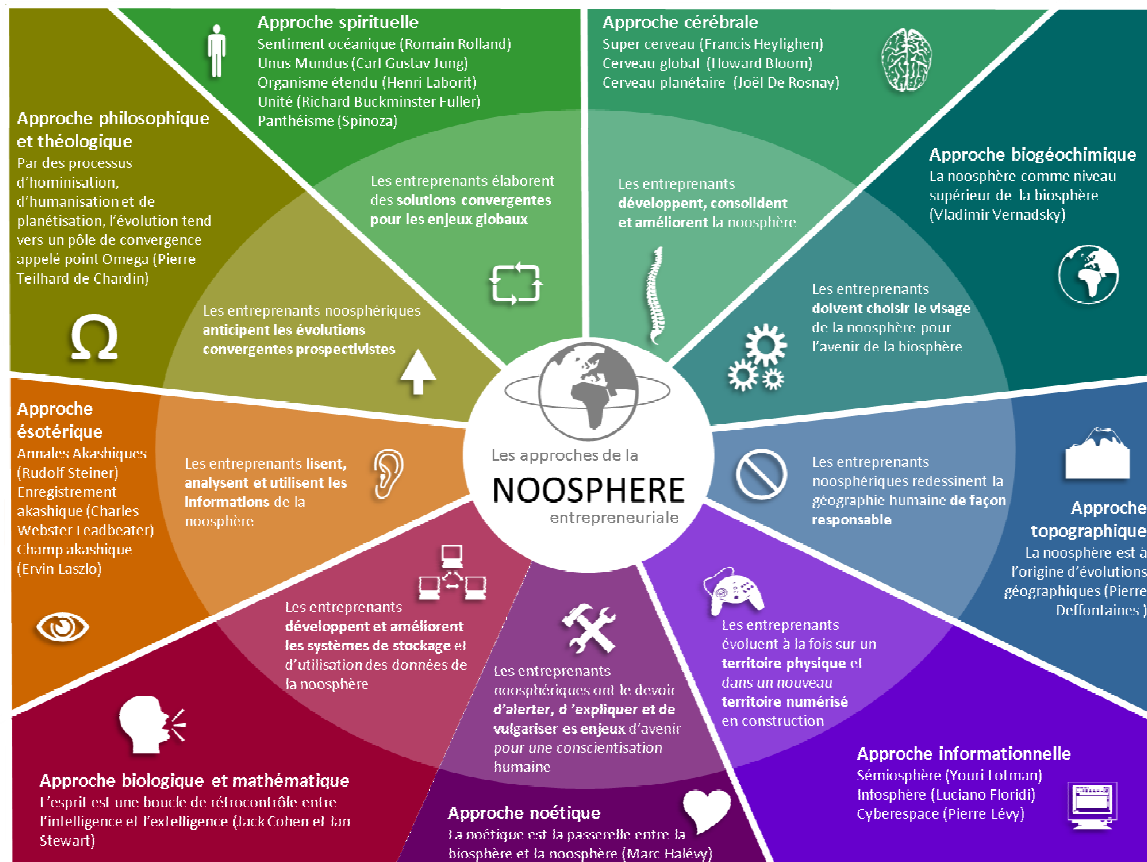 Approche spirituelle
Sentiment océanique (Romain Rolland)
Unus Mundus (Carl Gustav Jung)
Organisme étendu (Henri Laborit)
Unité (Richard Buckminster Fuller)
Panthéisme (Spinoza)
Les entreprenants élaborent
des solutions convergentes
pour les enjeux globaux
Approche cérébrale
Super cerveau (Francis Heylighen)
Cerveau global (Howard Bloom)
Cerveau planétaire (Joël De Rosnay)
Les entreprenants
développent, consolident
et améliorent la noosphère
Approche biogéochimique
La noosphère comme niveau
supérieur de la biosphère
(Vladimir Vernadsky)
Les entreprenants
doivent choisir le visage
de la noosphère pour
l'avenir de la biosphère
Approche
topographique
La noosphère est à
l'origine d'évolutions
géographiques (Pierre
Deffontaines )
Les entreprenants
noosphériques redessinent la
géographie humaine de façon
responsable
Approche informationnelle
Sémiosphère (Youri Lotman)
Infosphère (Luciano Floridi)
Cyberespace (Pierre Lévy)
Les entreprenants
évoluent à la fois sur un
territoire physique et
dans un nouveau
territoire numérisé
en construction
Approche noétique
La noétique est la passerelle entre la
biosphère et la noosphère (Marc Halévy)
Les entreprenants
noosphériques ont le devoir
d'alerter, d 'expliquer et de
vulgariser es enjeux d'avenir
pour une conscientisation
humaine
Approche biologique et mathématique
L'esprit est une boucle de rétrocontrôle entre
l'intelligence et l'extelligence (Jack Cohen et Ian
Stewart)
Les entreprenants
développent et améliorent
les systèmes de stockage et
d'utilisation des données de
la noosphère
Approche
ésotérique
Annales Akashiques
(Rudolf Steiner)
Enregistrement
akashique (Charles
Webster Leadbeater)
Champ akashique
(Ervin Laszlo)
Les entreprenants lisent,
analysent et utilisent les
informations de la
noosphère
Approche philosophique
et théologique
Par des processus
d'hominisation,
d'humanisation et de
planétisation, l'évolution tend
vers un pôle de convergence
appelé point Omega (Pierre
Teilhard de Chardin)
Ω
Les entreprenants noosphériques
anticipent les évolutions
convergentes prospectivistes
Les approches de la
NOOSPHERE
entrepreneuriale